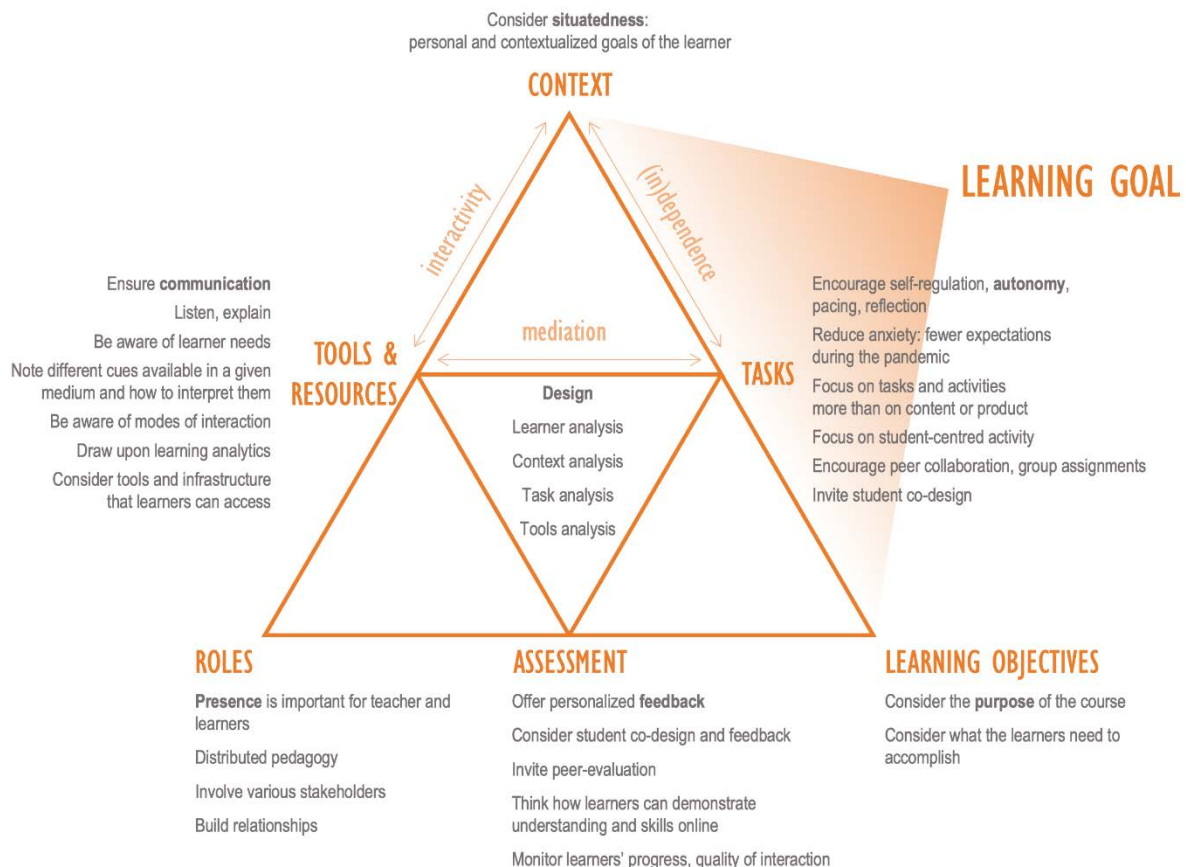 Consider situatedness:
personal and contextualized goals of the learner
CONTEXT
interactivity
(in)dependence
LEARNING GOAL
Ensure communication
Listen, explain
Be aware of learner needs
Note different cues available in a given
medium and how to interpret them
Be aware of modes of interaction
Draw upon learning analytics
Consider tools and infrastructure
that learners can access
TOOLS &
RESOURCES
mediation
TASKS
Encourage self-regulation, autonomy,
pacing, reflection
Reduce anxiety: fewer expectations
during the pandemic
Focus on tasks and activities
more than on content or product
Focus on student-centred activity
Encourage peer collaboration, group assignments
Invite student co-design
Design
Learner analysis
Context analysis
Task analysis
Tools analysis
ROLES
Presence is important for teacher and
learners
Distributed pedagogy
Involve various stakeholders
Build relationships
ASSESSMENT
Offer personalized feedback
Consider student co-design and feedback
Invite peer-evaluation
Think how learners can demonstrate
understanding and skills online
Monitor learners' progress, quality of interaction
LEARNING OBJECTIVES
Consider the purpose of the course
Consider what the learners need to
accomplish